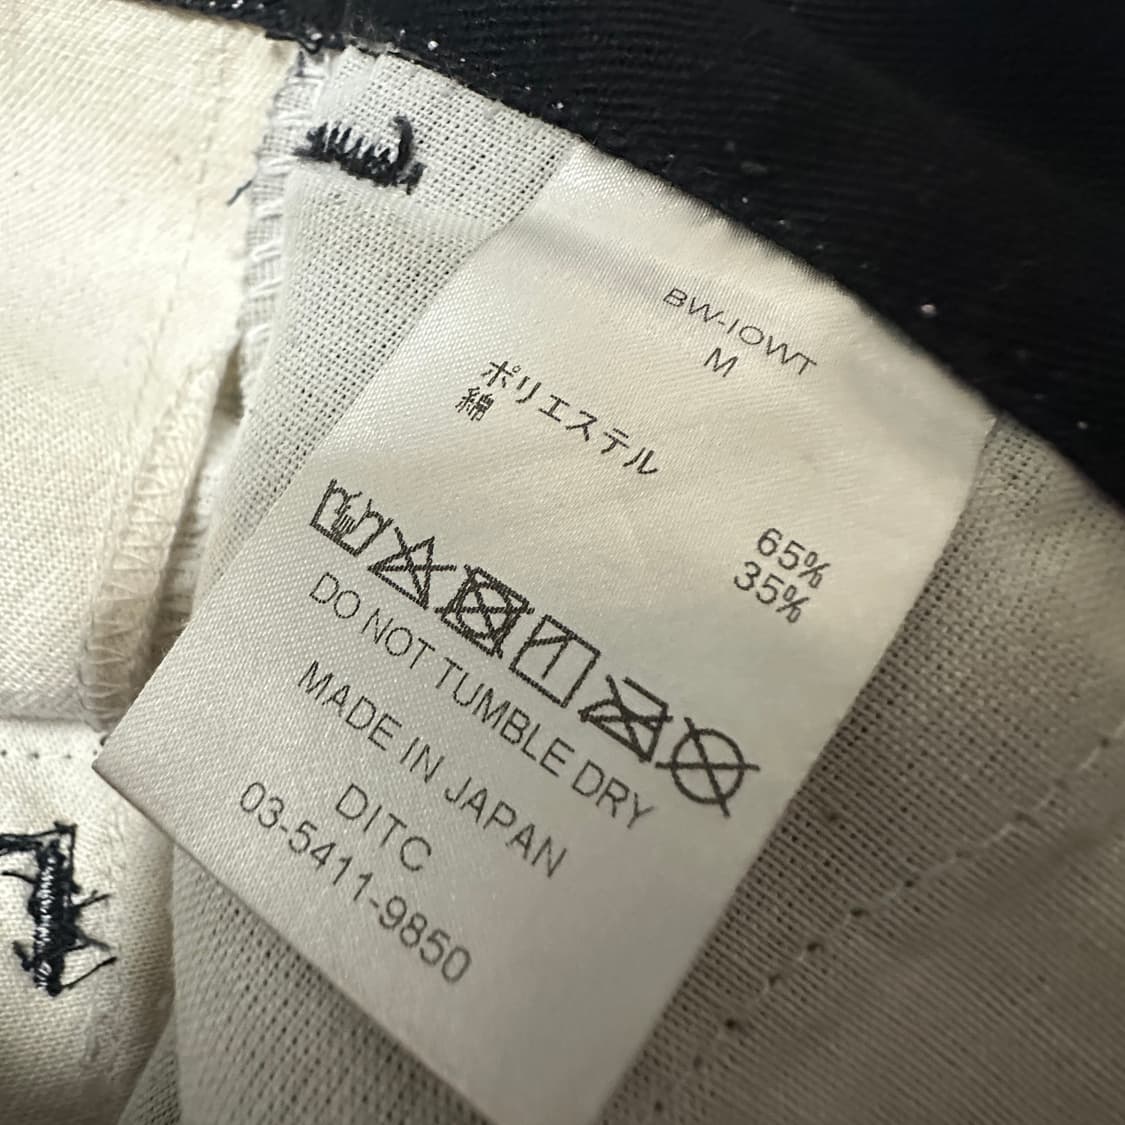 BW-IOWT
M
ポリエステル 65%
綿 35%
DO NOT TUMBLE DRY
MADE IN JAPAN
DITC
03-5411-9850